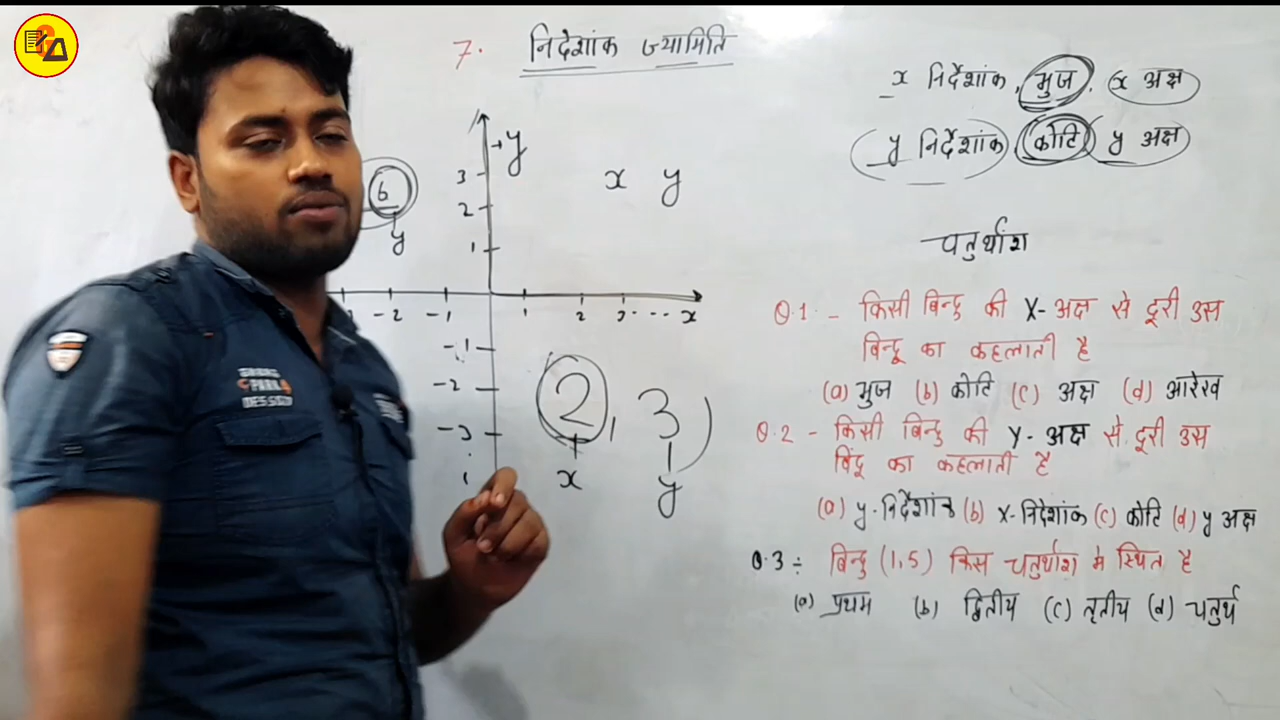 7. निर्देशांक ज्यामिति
x निर्देशांक, भुज, x अक्ष
y निर्देशांक कोटि y अक्ष
+y
3
2
1
6
y
x y
-2 -1 1 2 3.... x
-1
-2
-3
2, 3)
x y
चतुर्थांश
Q.1 - किसी बिन्दु की X-अक्ष से दूरी उस
बिन्दू का कहलाती है
(a) भुज (b) कोटि (c) अक्ष (d) आरेख
Q.2 - किसी बिन्दु की Y-अक्ष से दूरी उस
बिंदू का कहलाती है
(a) y-निर्देशांक (b) x-निर्देशांक (c) कोटि (d) y अक्ष
Q.3 ÷ बिन्दु (1,5) किस चतुर्थांश मे स्थित है
(a) प्रथम (b) द्वितीय (c) तृतीय (d) चतुर्थ